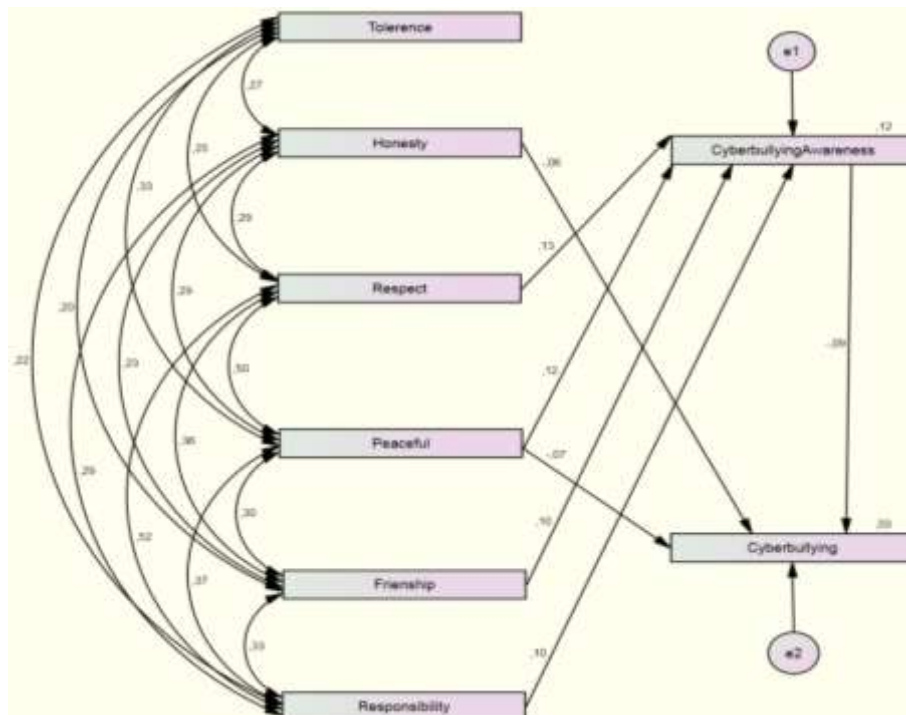 Tolerence
e1
,27
,12
Honesty
-,06
CyberbullyingAwareness
,25
,33
,29
,13
Respect
,29
,20
,22
,23
,50
,12
-,09
,36
Peaceful
-,07
,29
,52
,30
,10
Cyberbullying
,37
Frienship
,33
,10
e2
Responsibility